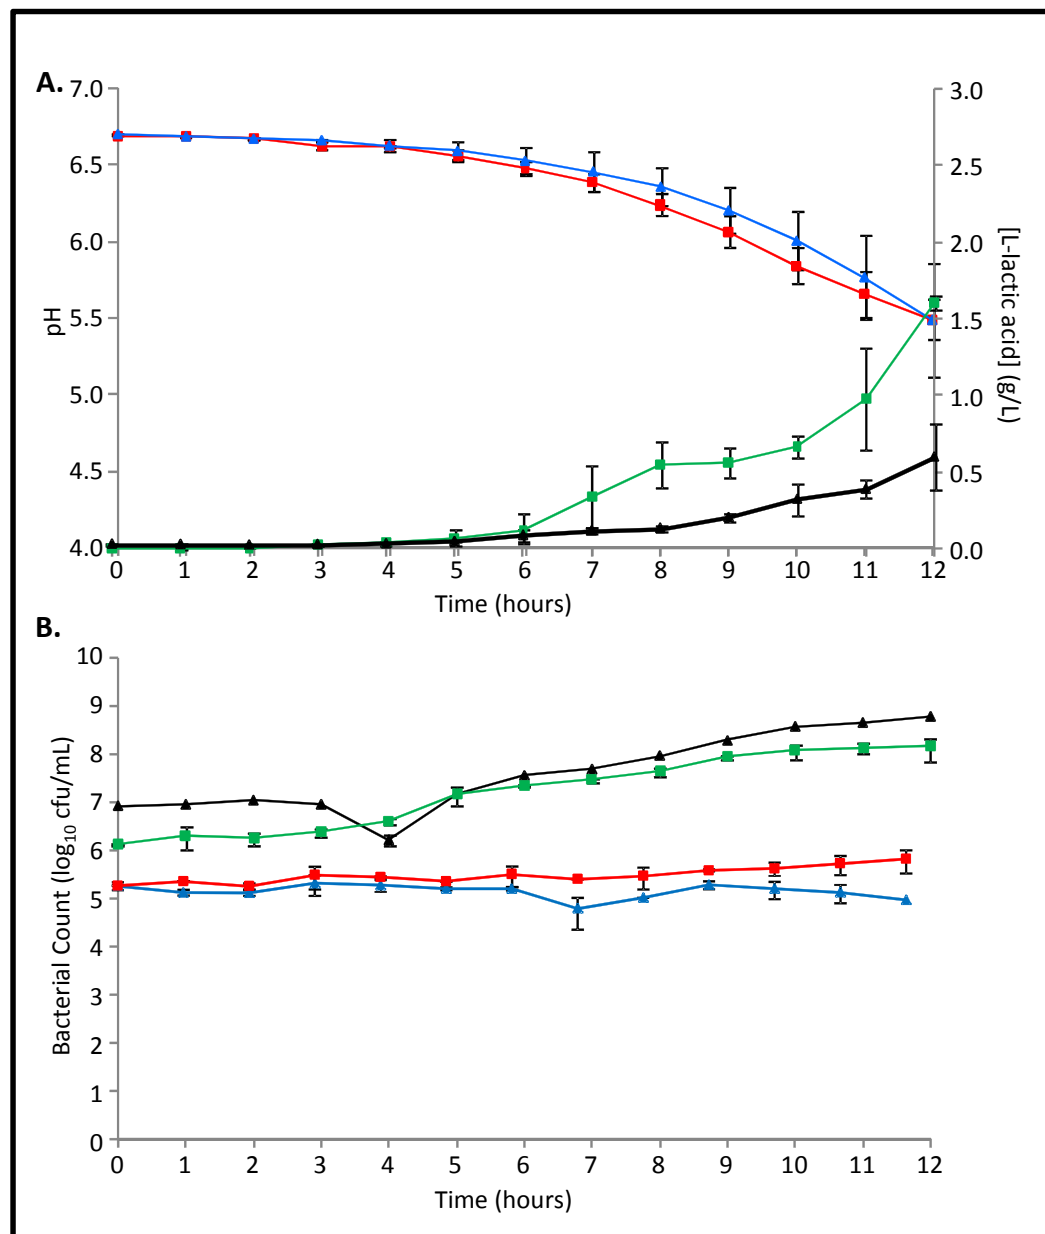 A.
7.0
6.5
6.0
5.5
5.0
4.5
4.0
pH
3.0
2.5
2.0
1.5
1.0
0.5
0.0
[L-lactic acid] (g/L)
0 1 2 3 4 5 6 7 8 9 10 11 12
Time (hours)
B.
10
9
8
7
6
5
4
3
2
1
0
Bacterial Count (log₁₀ cfu/mL)
0 1 2 3 4 5 6 7 8 9 10 11 12
Time (hours)